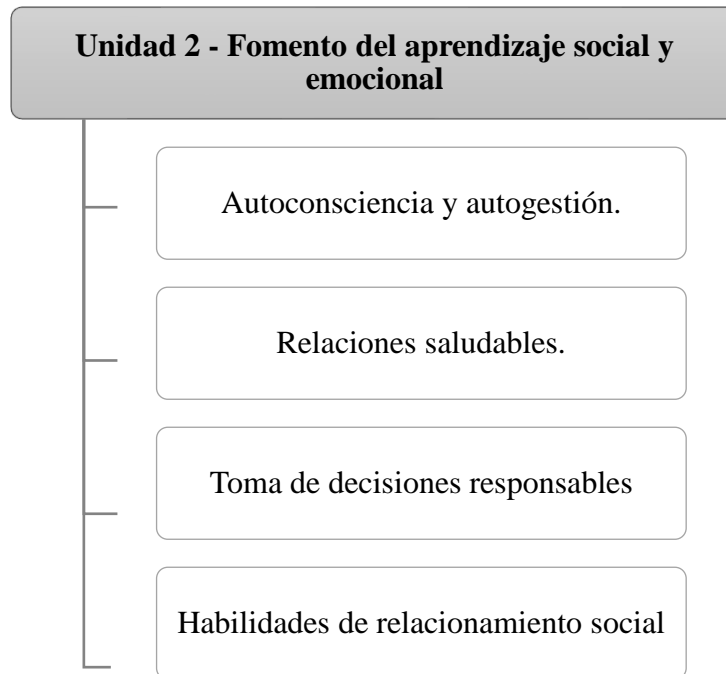 Unidad 2 - Fomento del aprendizaje social y
emocional
Autoconsciencia y autogestión.
Relaciones saludables.
Toma de decisiones responsables
Habilidades de relacionamiento social